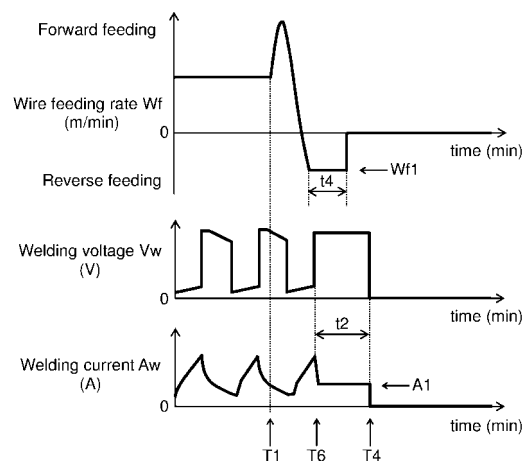 Forward feeding
Wire feeding rate Wf
(m/min)
0
time (min)
Wf1
t4
Reverse feeding
Welding voltage Vw
(V)
0
time (min)
t2
Welding current Aw
(A)
A1
0
time (min)
T1
T6
T4